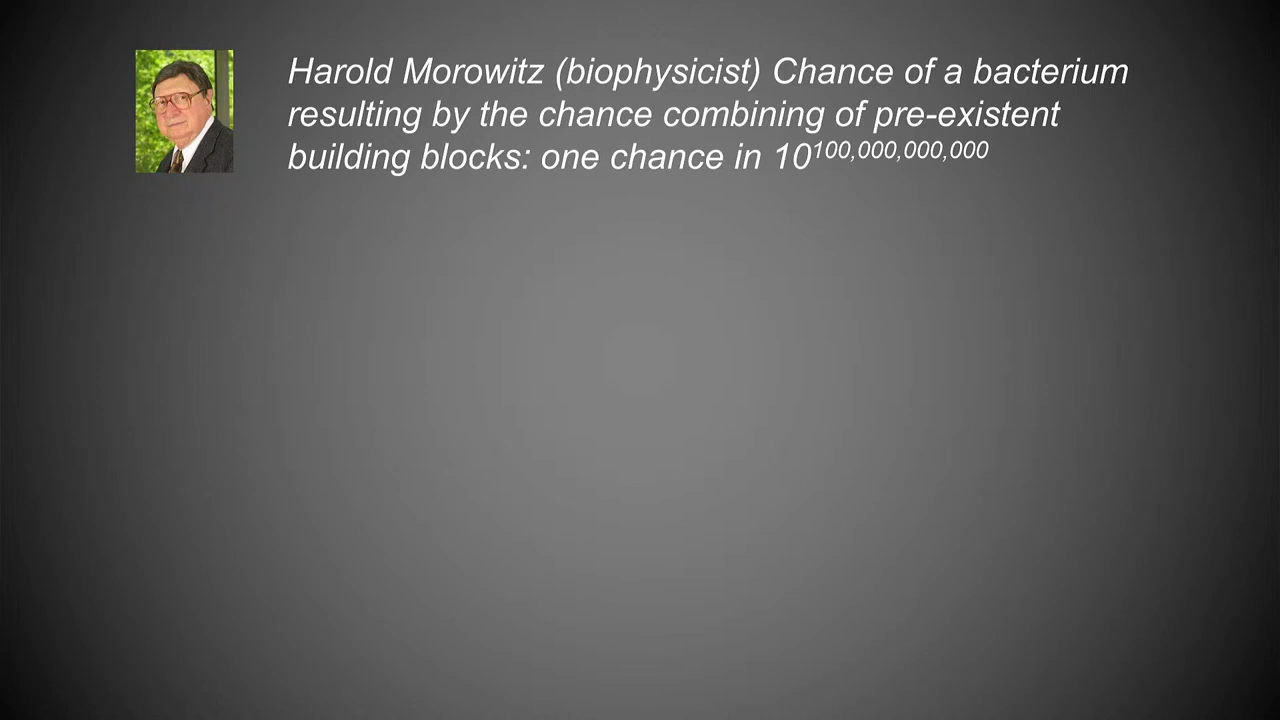 Harold Morowitz (biophysicist) Chance of a bacterium
resulting by the chance combining of pre-existent
building blocks: one chance in 10¹⁰⁰,⁰⁰⁰,⁰⁰⁰,⁰⁰⁰